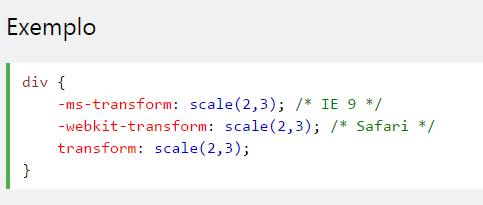 Exemplo
div {
    -ms-transform: scale(2,3); /* IE 9 */
    -webkit-transform: scale(2,3); /* Safari */
    transform: scale(2,3);
}